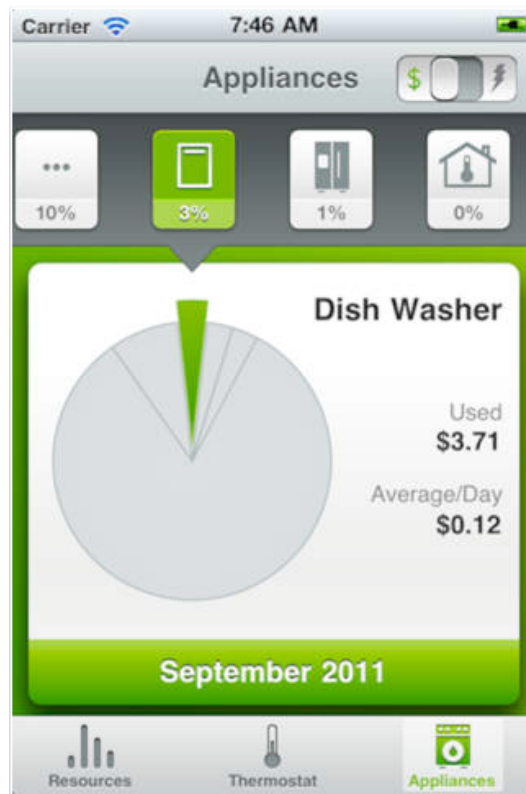 Carrier 7:46 AM
Appliances $
...
10% 3% 1% 0%
Dish Washer
Used
$3.71
Average/Day
$0.12
September 2011
Resources Thermostat Appliances